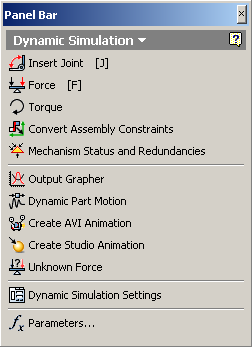 Panel Bar
Dynamic Simulation
Insert Joint [J]
Force [F]
Torque
Convert Assembly Constraints
Mechanism Status and Redundancies
Output Grapher
Dynamic Part Motion
Create AVI Animation
Create Studio Animation
Unknown Force
Dynamic Simulation Settings
fx Parameters...